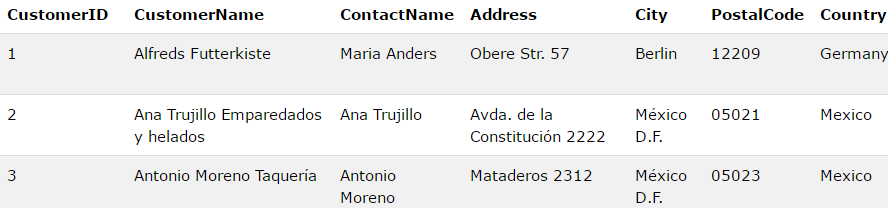 CustomerID CustomerName ContactName Address City PostalCode Country
1 Alfreds Futterkiste Maria Anders Obere Str. 57 Berlin 12209 Germany
2 Ana Trujillo Emparedados Ana Trujillo Avda. de la México 05021 Mexico
y helados Constitución 2222 D.F.
3 Antonio Moreno Taquería Antonio Mataderos 2312 México 05023 Mexico
Moreno D.F.